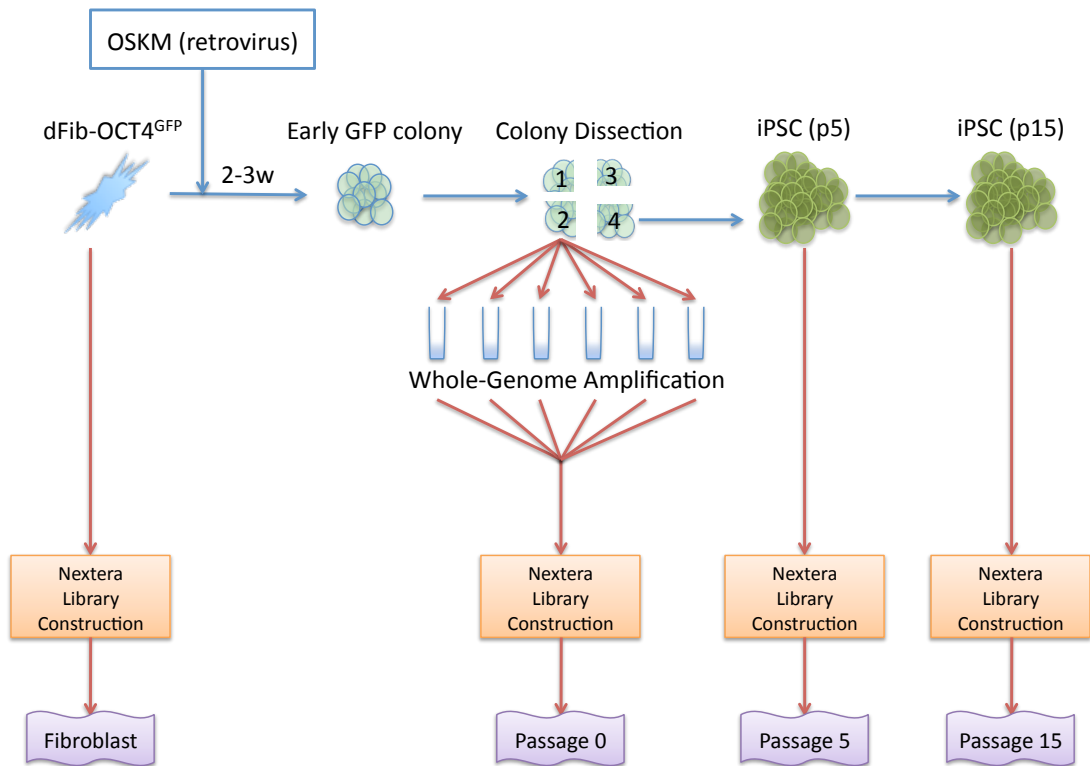 OSKM (retrovirus)
dFib-OCT4GFP
2-3w
Early GFP colony
Colony Dissection
1 3
2 4
iPSC (p5)
iPSC (p15)
Whole-Genome Amplification
Nextera
Library
Construction
Nextera
Library
Construction
Nextera
Library
Construction
Nextera
Library
Construction
Fibroblast
Passage 0
Passage 5
Passage 15